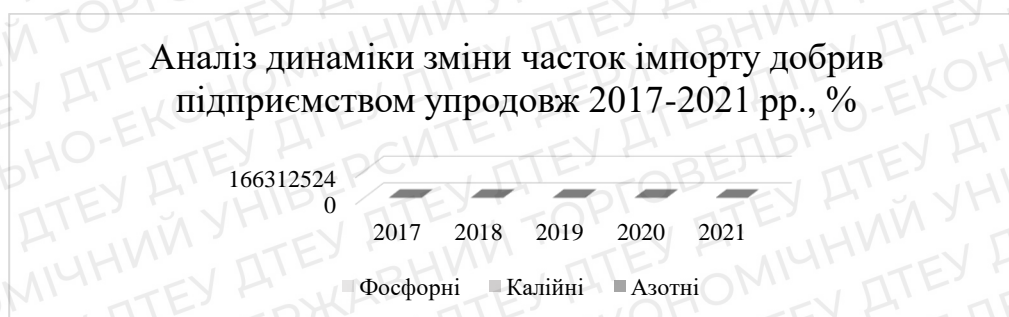 Аналіз динаміки зміни часток імпорту добрив
підприємством упродовж 2017-2021 рр., %
166312524
0
2017 2018 2019 2020 2021
Фосфорні Калійні Азотні